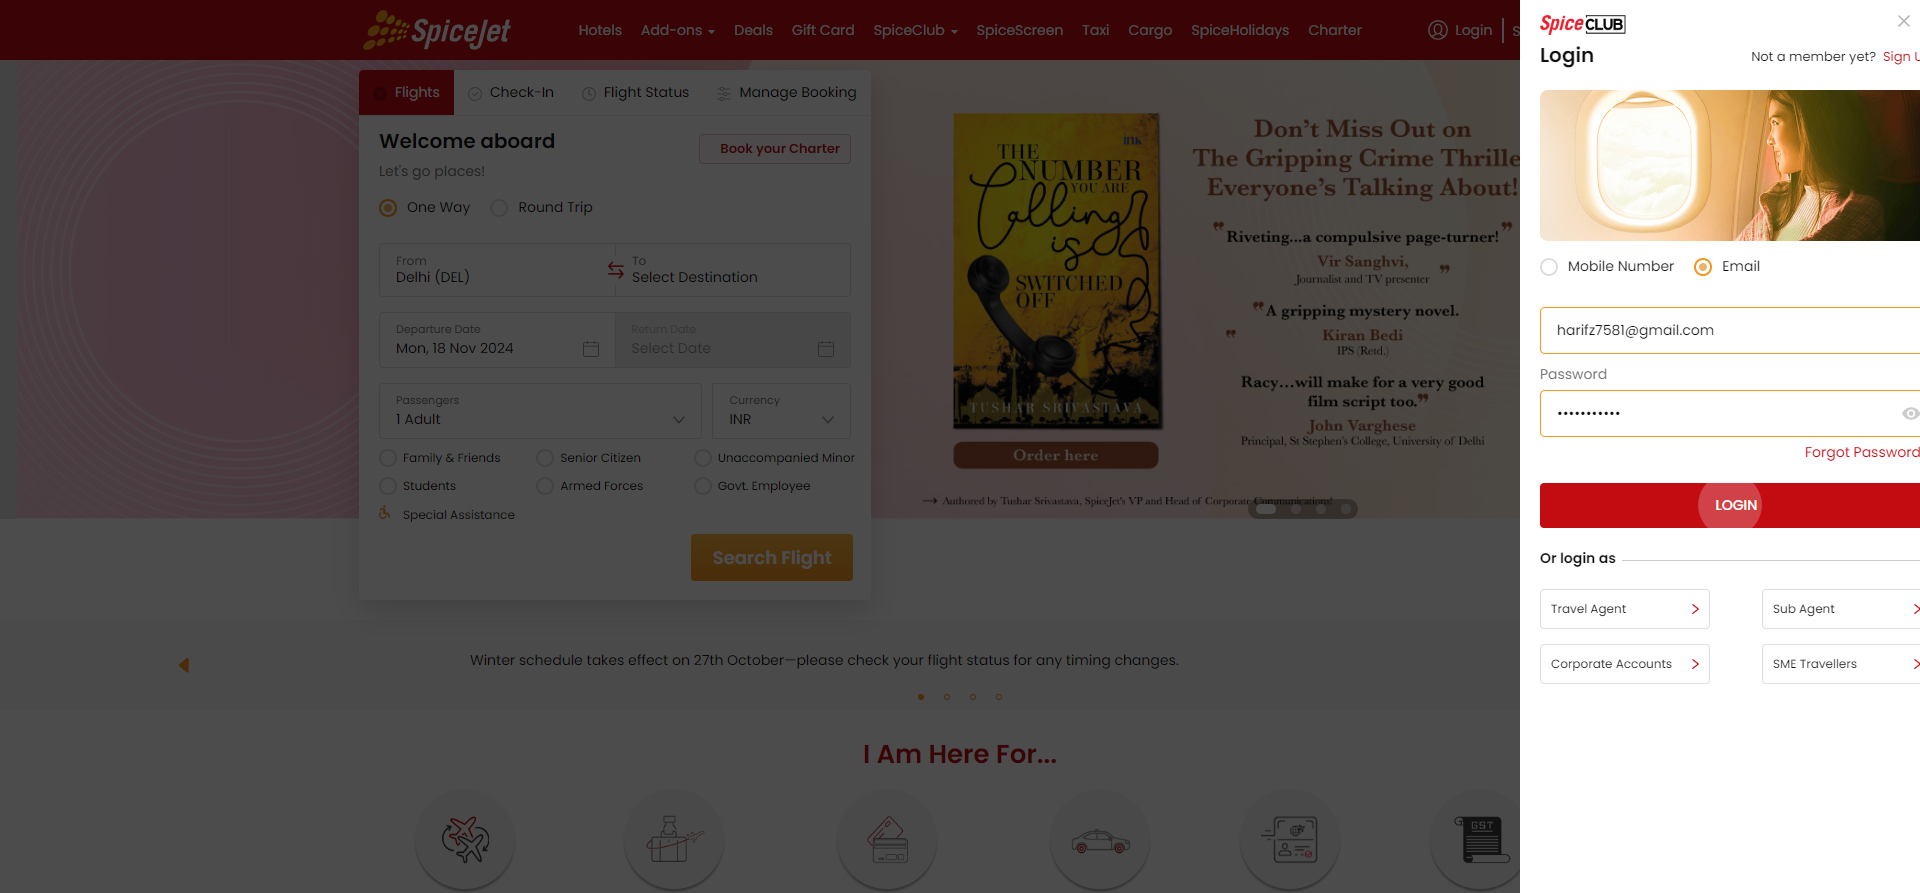 SpiceJet
Hotels
Add-ons
Deals
Gift Card
SpiceClub
SpiceScreen
Taxi
Cargo
SpiceHolidays
Charter
Login
Flights
Check-In
Flight Status
Manage Booking
Welcome aboard
Book your Charter
Let's go places!
One Way
Round Trip
From
Delhi (DEL)
To
Select Destination
Departure Date
Mon, 18 Nov 2024
Return Date
Select Date
Passengers
1 Adult
Currency
INR
Family & Friends
Senior Citizen
Unaccompanied Minor
Students
Armed Forces
Govt. Employee
Special Assistance
Search Flight
ink
THE
NUMBER
YOU ARE
Calling
is
SWITCHED
OFF
TUSHAR SRIVASTAVA
Order here
Don't Miss Out on
The Gripping Crime Thrille
Everyone's Talking About!
"Riveting...a compulsive page-turner!"
Vir Sanghvi,
Journalist and TV presenter
"A gripping mystery novel.
Kiran Bedi
IPS (Retd.)
Racy...will make for a very good
film script too."
John Varghese
Principal, St Stephen's College, University of Delhi
→ Authored by Tushar Srivastava, SpiceJet's VP and Head of Corporate Communications!
Winter schedule takes effect on 27th October—please check your flight status for any timing changes.
I Am Here For...
GST
SpiceCLUB
Login
Not a member yet? Sign U
Mobile Number
Email
harifz7581@gmail.com
Password
•••••••••••
Forgot Password
LOGIN
Or login as
Travel Agent
Sub Agent
Corporate Accounts
SME Travellers